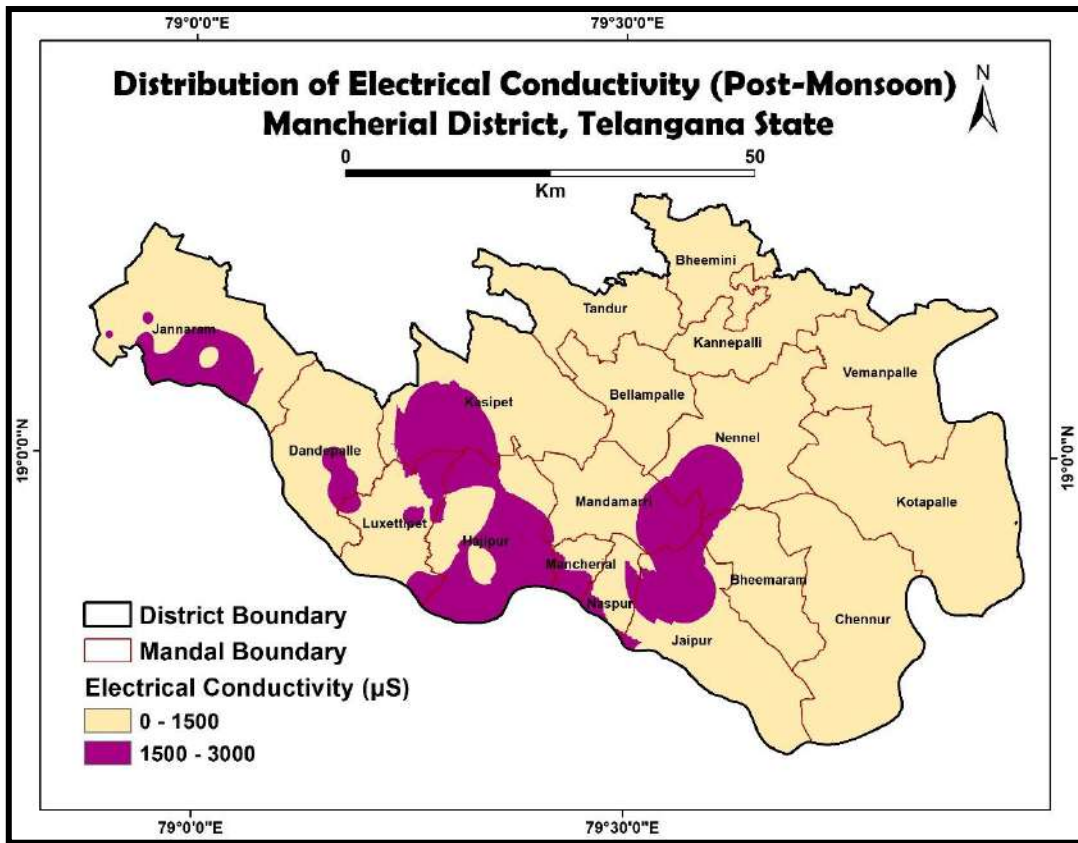 79°0'0"E
79°30'0"E
Distribution of Electrical Conductivity (Post-Monsoon)
Mancherial District, Telangana State
N
0
50
Km
Bheemini
Tandur
Jannaram
Kannepalli
Vemanpalle
Bellampalle
Kasipet
Nennel
19°0'0"N
19°0'0"N
Dandepalle
Mandamarri
Kotapalle
Luxettipet
Hajipur
Mancherial
Bheemaram
Naspur
Chennur
Jaipur
District Boundary
Mandal Boundary
Electrical Conductivity (µS)
0 - 1500
1500 - 3000
79°0'0"E
79°30'0"E